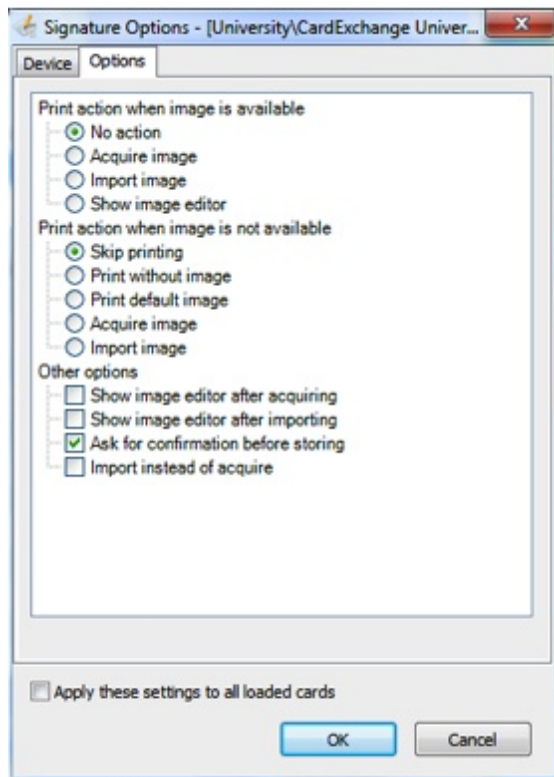 Signature Options - [University\CardExchange Univer...
Device Options
Print action when image is available
No action
Acquire image
Import image
Show image editor
Print action when image is not available
Skip printing
Print without image
Print default image
Acquire image
Import image
Other options
Show image editor after acquiring
Show image editor after importing
Ask for confirmation before storing
Import instead of acquire
Apply these settings to all loaded cards
OK Cancel